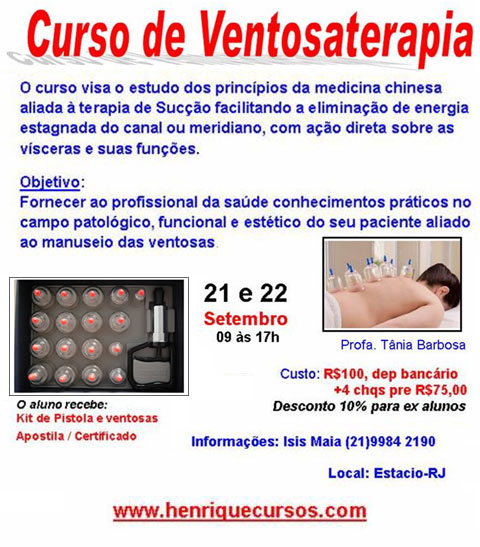 Curso de Ventosaterapia
O curso visa o estudo dos princípios da medicina chinesa
aliada à terapia de Sucção facilitando a eliminação de energia
estagnada do canal ou meridiano, com ação direta sobre as
vísceras e suas funções.
Objetivo:
Fornecer ao profissional da saúde conhecimentos práticos no
campo patológico, funcional e estético do seu paciente aliado
ao manuseio das ventosas.
21 e 22
Setembro
09 às 17h
Profa. Tânia Barbosa
Custo: R$100, dep bancário
+4 chqs pre R$75,00
Desconto 10% para ex alunos
O aluno recebe:
Kit de Pistola e ventosas
Apostila / Certificado
Informações: Isis Maia (21)9984 2190
Local: Estacio-RJ
www.henriquecursos.com